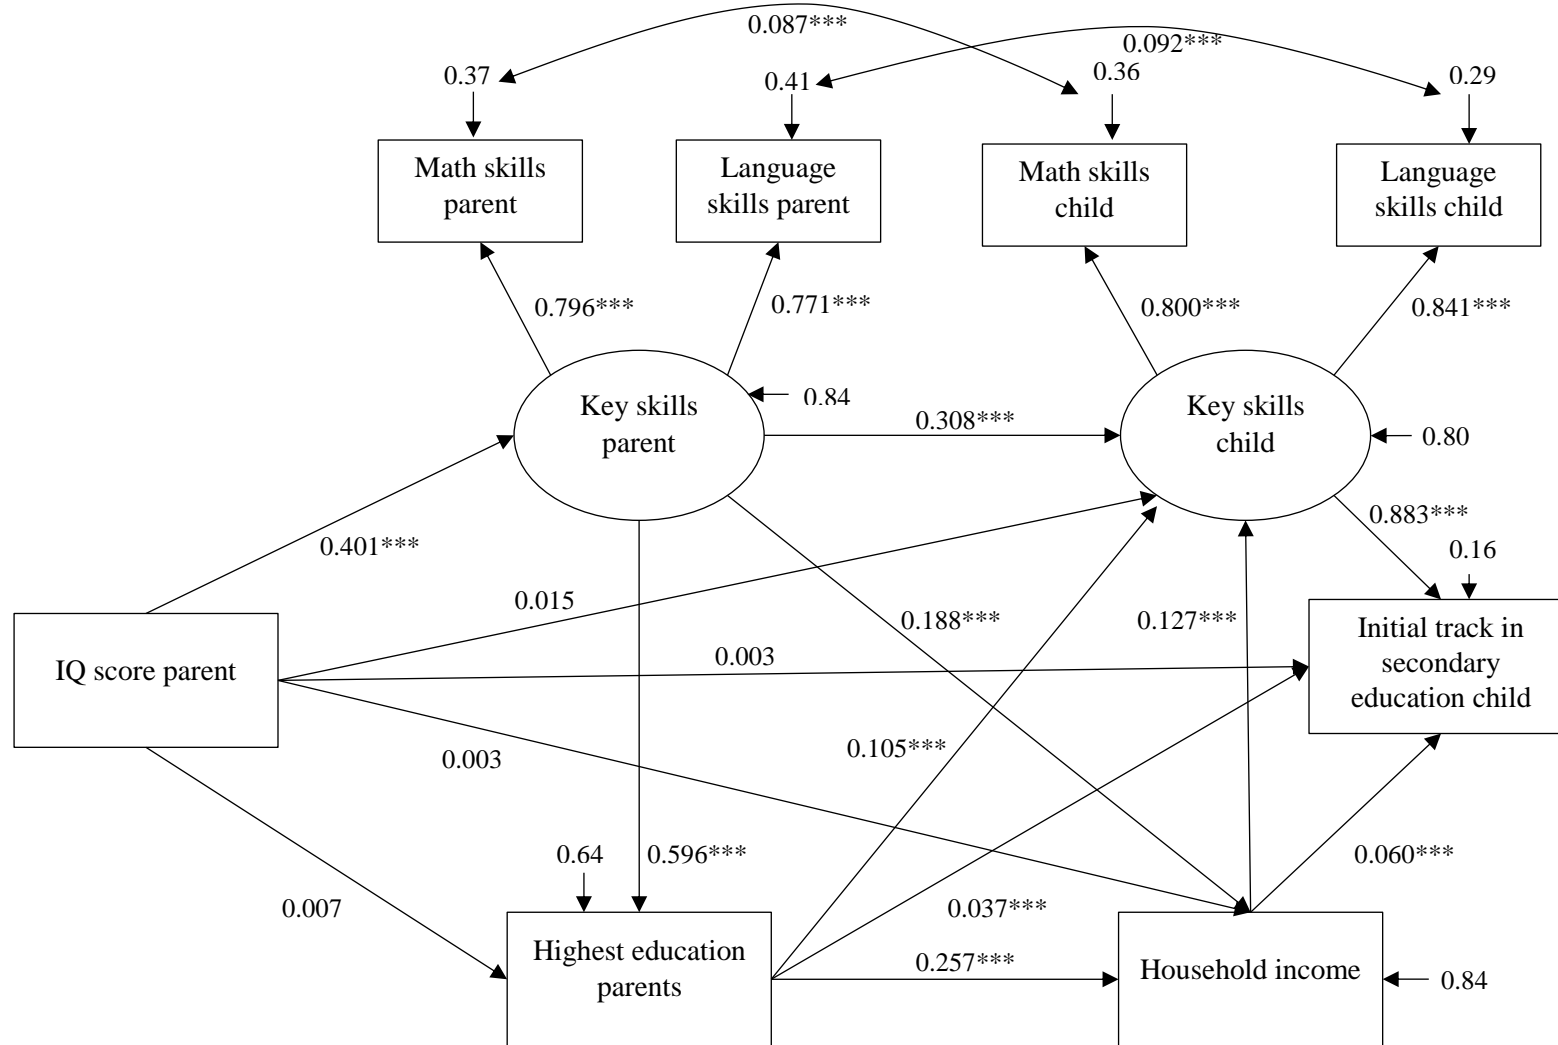 0.087***
0.092***
0.37
0.41
0.36
0.29
Math skills
parent
Language
skills parent
Math skills
child
Language
skills child
0.796***
0.771***
0.800***
0.841***
Key skills
parent
0.84
0.308***
Key skills
child
0.80
0.401***
0.883***
0.16
0.015
0.188***
0.127***
IQ score parent
0.003
Initial track in
secondary
education child
0.003
0.105***
0.64
0.596***
0.060***
0.007
0.037***
Highest education
parents
0.257***
Household income
0.84